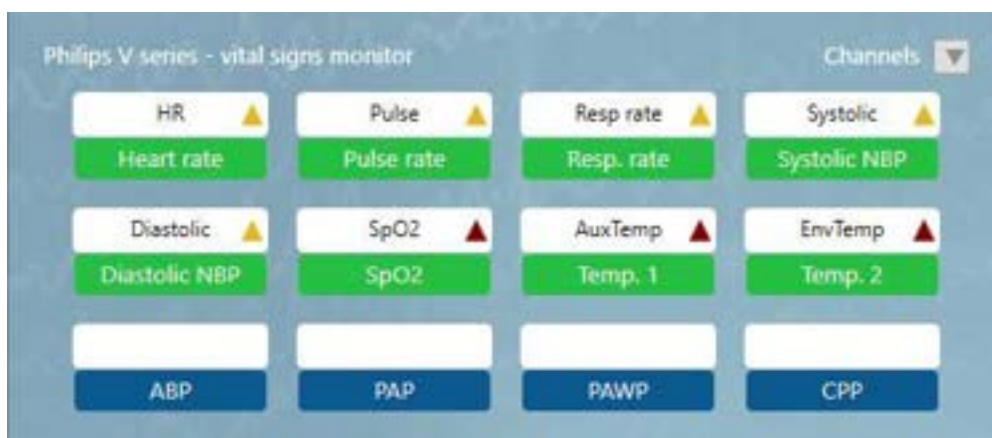 Philips V series - vital signs monitor Channels
HR Pulse Resp rate Systolic
Heart rate Pulse rate Resp. rate Systolic NBP
Diastolic SpO2 AuxTemp EnvTemp
Diastolic NBP SpO2 Temp. 1 Temp. 2
ABP PAP PAWP CPP